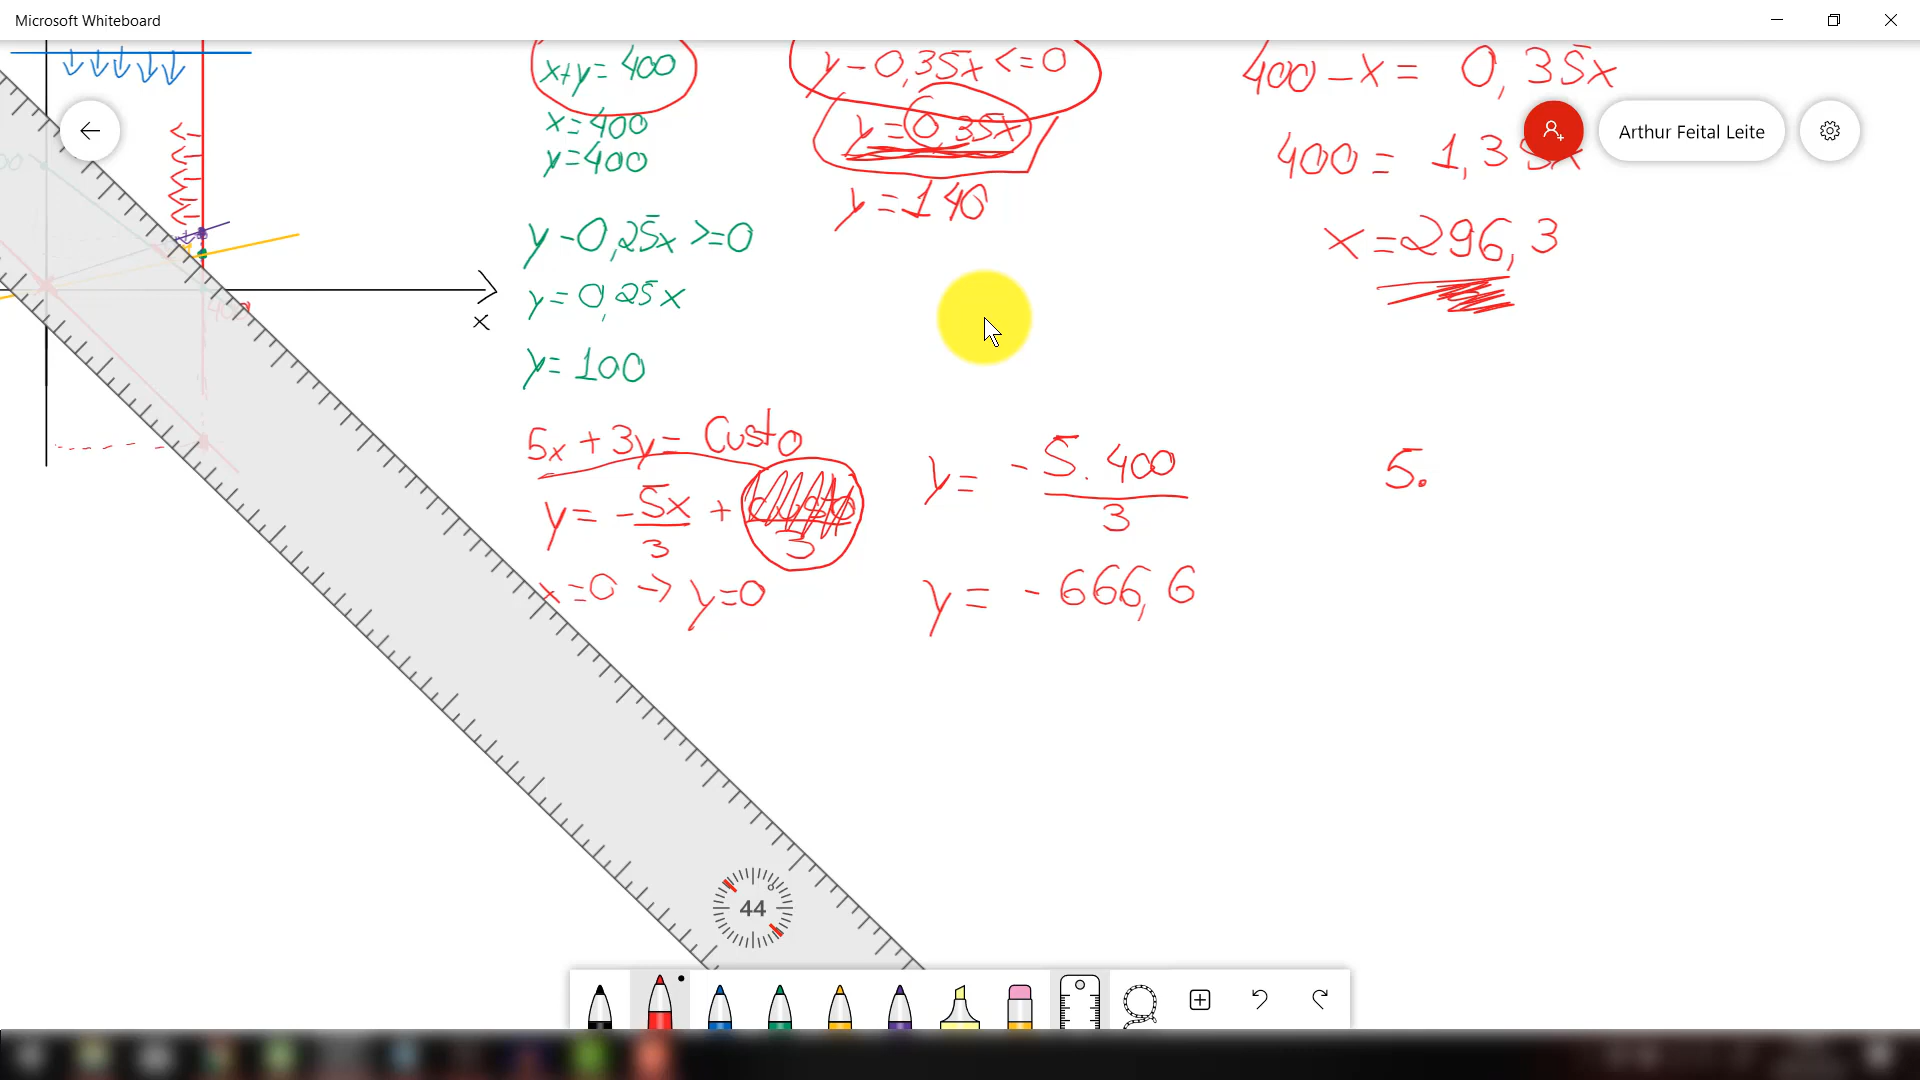 Microsoft Whiteboard
x+y=400
x=400
y=400
y-0,25x>=0
y=0,25x
y=100
y-0,35x<=0
y=0,35x
y=140
400-x=0,35x
400=1,35x
x=296,3
Arthur Feital Leite
x
5x+3y=Custo
y=-5x/3+custo/3
x=0->y=0
y=-5.400/3
y=-666,6
5.
44